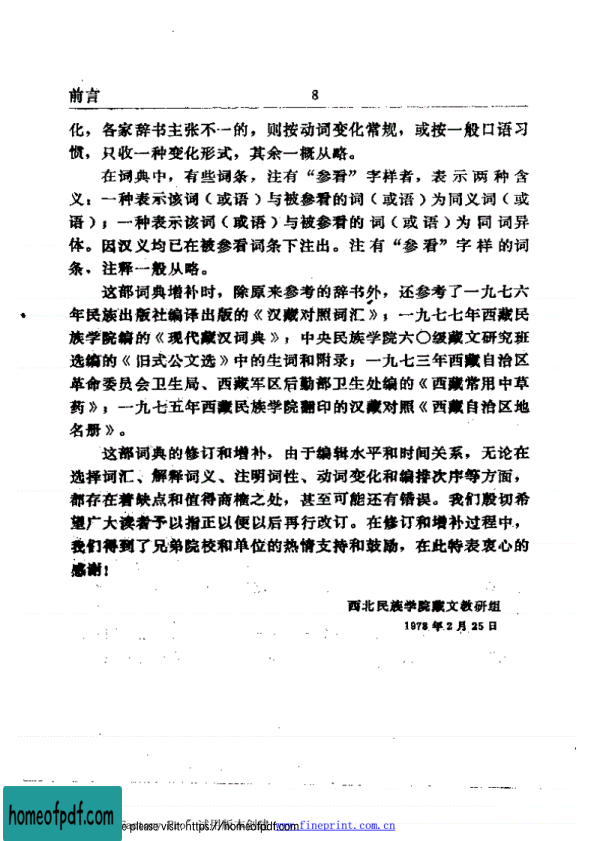 前言 8
化，各家辞书主张不一的，则按动词变化常规，或按一般口语习
惯，只收一种变化形式，其余一概从略。
在词典中，有些词条，注有“参看”字样者，表示两种含
义：一种表示该词（或语）与被参看的词（或语）为同义词（或
语）；一种表示该词（或语）与被参看的词（或语）为同词异
体。因汉义均已在被参看词条下注出。注有“参看”字样的词
条，注释一般从略。
这部词典增补时，除原来参考的辞书外，还参考了一九七六
年民族出版社编译出版的《汉藏对照词汇》；一九七七年西藏民
族学院编的《现代藏汉词典》；中央民族学院六〇级藏文研究班
选编的《旧式公文选》中的生词和附录；一九七三年西藏自治区
革命委员会卫生局、西藏军区后勤部卫生处编的《西藏常用中草
药》；一九七五年西藏民族学院翻印的汉藏对照《西藏自治区地
名册》。
这部词典的修订和增补，由于编辑水平和时间关系，无论在
选择词汇、解释词义、注明词性、动词变化和编排次序等方面，
都存在着缺点和值得商榷之处，甚至可能还有错误。我们殷切希
望广大读者予以指正以便以后再行改订。在修订和增补过程中，
我们得到了兄弟院校和单位的热情支持和鼓励，在此特表衷心的
感谢！
西北民族学院藏文教研组
1978年2月25日
homeofpdf.com
please visit: https://homeofpdf.com
www.fineprint.com.cn